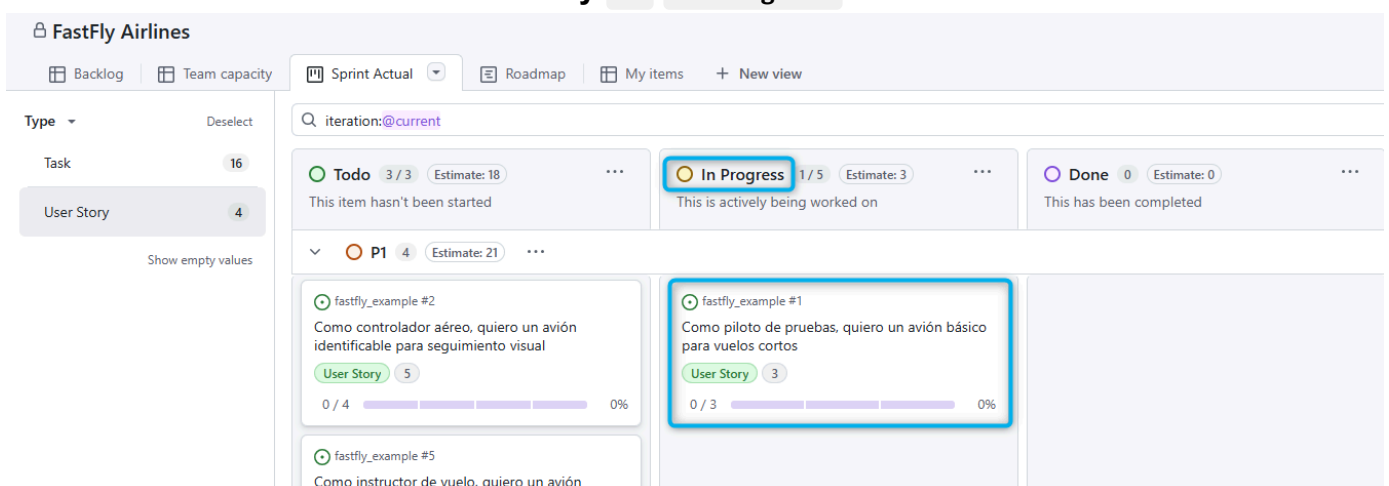 FastFly Airlines
Backlog
Team capacity
Sprint Actual
Roadmap
My items
+ New view
Type
Deselect
iteration:@current
Task
16
User Story
4
Show empty values
Todo 3 / 3 Estimate: 18 ...
This item hasn't been started
In Progress 1 / 5 Estimate: 3 ...
This is actively being worked on
Done 0 Estimate: 0 ...
This has been completed
P1 4 Estimate: 21 ...
fastfly_example #2
Como controlador aéreo, quiero un avión
identificable para seguimiento visual
User Story 5
0 / 4 0%
fastfly_example #1
Como piloto de pruebas, quiero un avión básico
para vuelos cortos
User Story 3
0 / 3 0%
fastfly_example #5
Como instructor de vuelo, quiero un avión